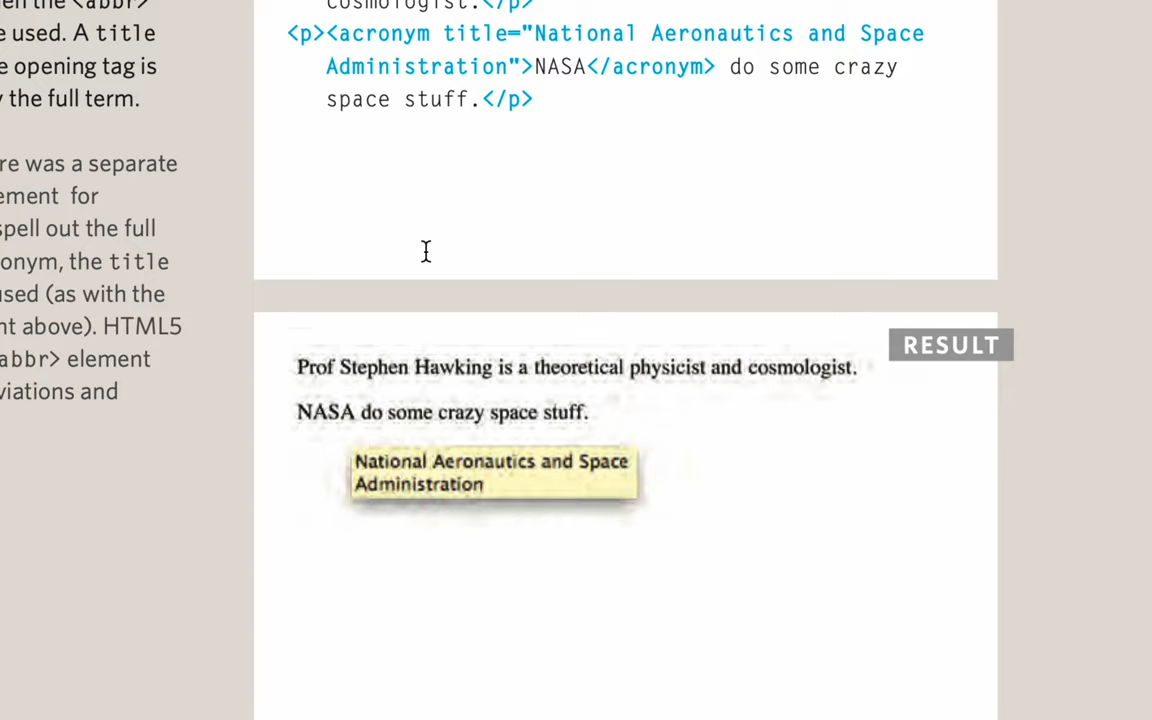 en the <abbr>
e used. A title
e opening tag is
y the full term.
re was a separate
ement for
spell out the full
onym, the title
used (as with the
nt above). HTML5
abbr> element
viations and
cosmologist.</p>
<p><acronym title="National Aeronautics and Space
Administration">NASA</acronym> do some crazy
space stuff.</p>
RESULT
Prof Stephen Hawking is a theoretical physicist and cosmologist.
NASA do some crazy space stuff.
National Aeronautics and Space
Administration